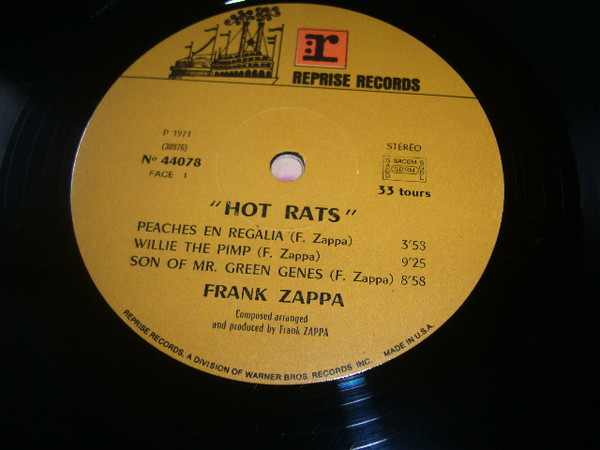 r
REPRISE RECORDS
P 1971
(30976)
Nº 44078
FACE 1
STÉRÉO
SACEM
SDRM
33 tours
"HOT RATS"
PEACHES EN REGALIA (F. Zappa) 3'53
WILLIE THE PIMP (F. Zappa) 9'25
SON OF MR. GREEN GENES (F. Zappa) 8'58
FRANK ZAPPA
Composed arranged
and produced by Frank ZAPPA
REPRISE RECORDS, A DIVISION OF WARNER BROS. RECORDS INC. MADE IN U.S.A.